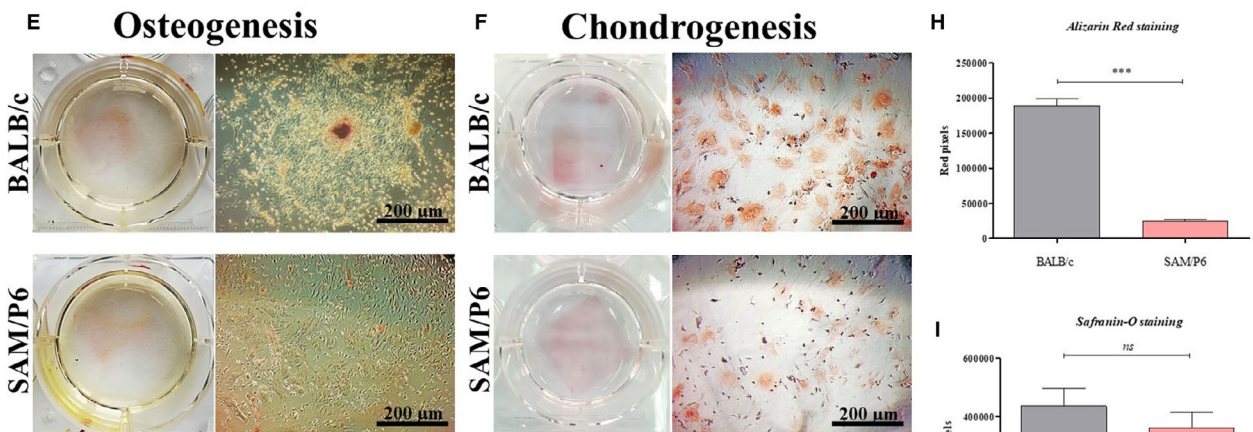 E
Osteogenesis
BALB/c
200 µm
SAM/P6
200 µm
F
Chondrogenesis
BALB/c
200 µm
SAM/P6
200 µm
H
Alizarin Red staining
***
250000
200000
150000
100000
50000
0
Red pixels
BALB/c
SAM/P6
I
Safranin-O staining
ns
600000
400000